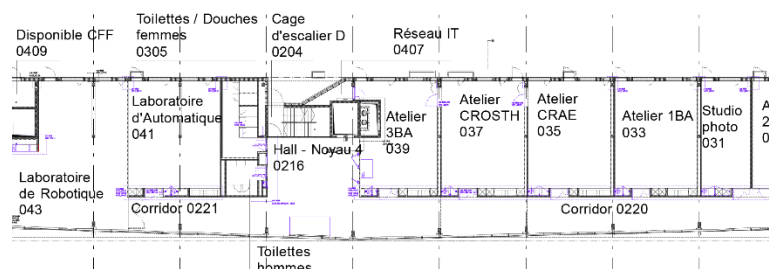 Toilettes / Douches
femmes
0305
Cage
d'escalier D
0204
Réseau IT
0407
Disponible CFF
0409
Laboratoire
d'Automatique
041
Atelier
3BA
039
Atelier
CROSTH
037
Atelier
CRAE
035
Atelier 1BA
033
Studio
photo
031
Hall - Noyau 4
0216
Laboratoire
de Robotique
043
Corridor 0221
Corridor 0220
Toilettes
hommes